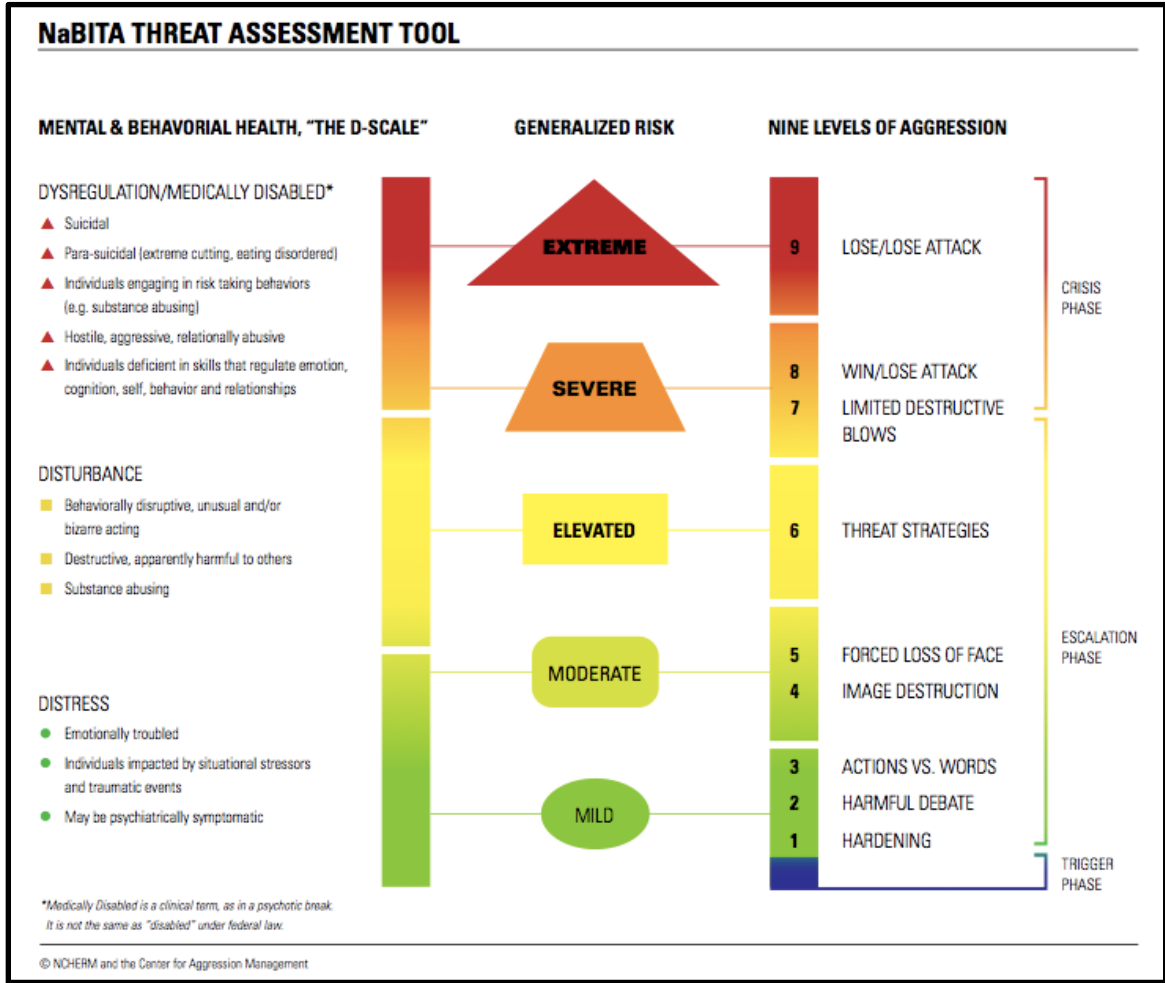 NaBITA THREAT ASSESSMENT TOOL
MENTAL & BEHAVORIAL HEALTH, "THE D-SCALE"
GENERALIZED RISK
NINE LEVELS OF AGGRESSION
DYSREGULATION/MEDICALLY DISABLED*
Suicidal
Para-suicidal (extreme cutting, eating disordered)
Individuals engaging in risk taking behaviors
(e.g. substance abusing)
Hostile, aggressive, relationally abusive
Individuals deficient in skills that regulate emotion,
cognition, self, behavior and relationships
DISTURBANCE
Behaviorally disruptive, unusual and/or
bizarre acting
Destructive, apparently harmful to others
Substance abusing
DISTRESS
Emotionally troubled
Individuals impacted by situational stressors
and traumatic events
May be psychiatrically symptomatic
EXTREME
SEVERE
ELEVATED
MODERATE
MILD
9 LOSE/LOSE ATTACK
8 WIN/LOSE ATTACK
7 LIMITED DESTRUCTIVE
BLOWS
6 THREAT STRATEGIES
5 FORCED LOSS OF FACE
4 IMAGE DESTRUCTION
3 ACTIONS VS. WORDS
2 HARMFUL DEBATE
1 HARDENING
CRISIS
PHASE
ESCALATION
PHASE
TRIGGER
PHASE
*Medically Disabled is a clinical term, as in a psychotic break.
It is not the same as "disabled" under federal law.
© NCHERM and the Center for Aggression Management